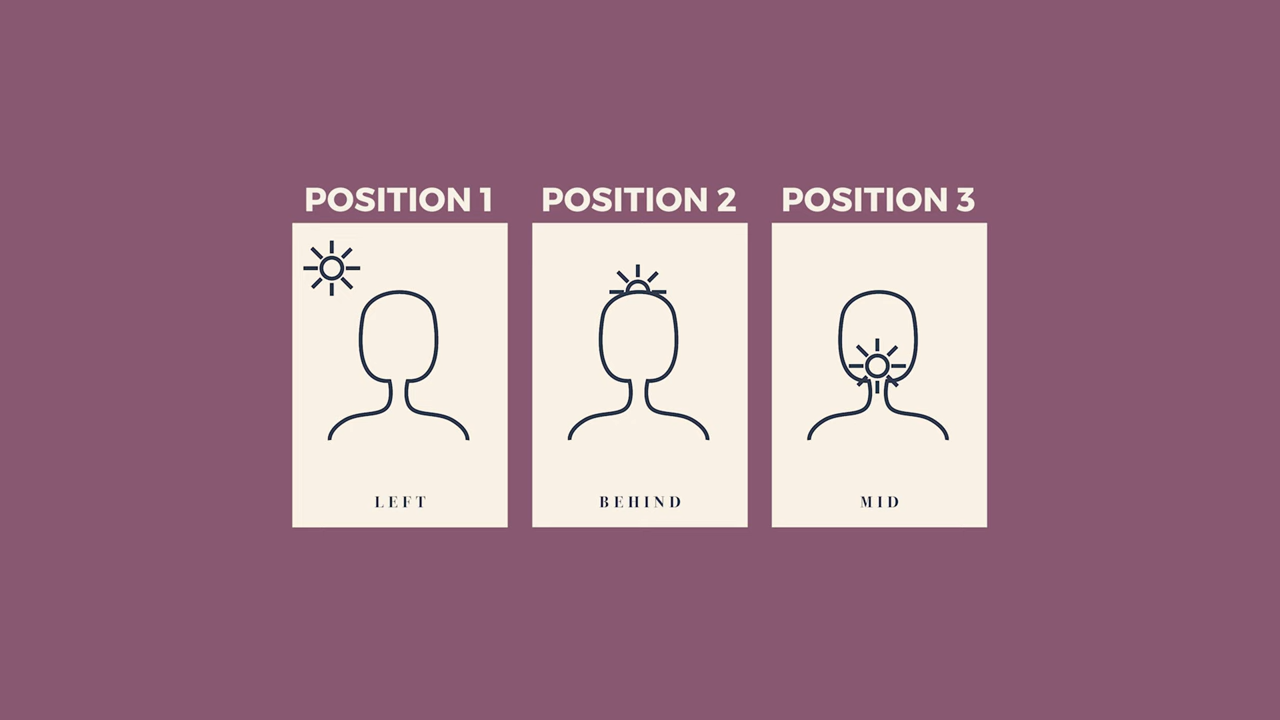 POSITION 1
LEFT
POSITION 2
BEHIND
POSITION 3
MID